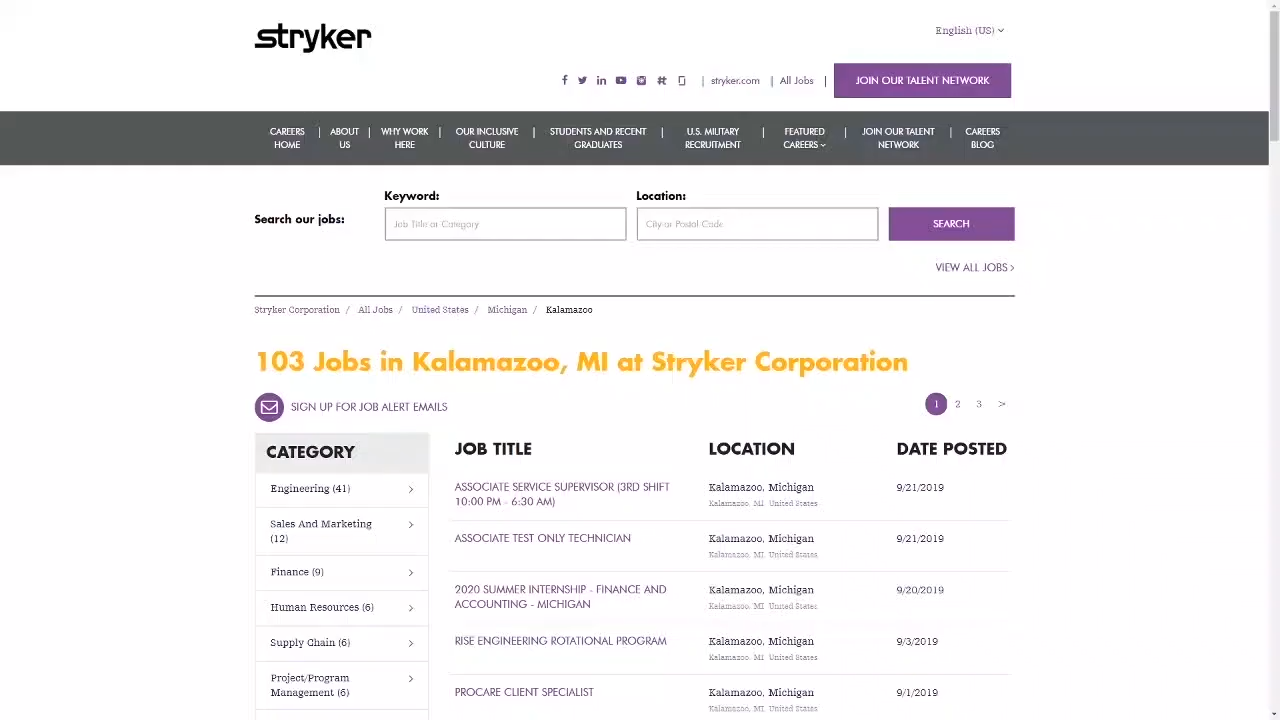 stryker
English (US)
| stryker.com | All Jobs |
JOIN OUR TALENT NETWORK
CAREERS HOME | ABOUT US | WHY WORK HERE | OUR INCLUSIVE CULTURE | STUDENTS AND RECENT GRADUATES | U.S. MILITARY RECRUITMENT | FEATURED CAREERS | JOIN OUR TALENT NETWORK | CAREERS BLOG
Search our jobs:
Keyword:
Job Title or Category
Location:
City or Postal Code
SEARCH
VIEW ALL JOBS >
Stryker Corporation / All Jobs / United States / Michigan / Kalamazoo
103 Jobs in Kalamazoo, MI at Stryker Corporation
SIGN UP FOR JOB ALERT EMAILS
1 2 3 >
CATEGORY
Engineering (41)
Sales And Marketing
(12)
Finance (9)
Human Resources (6)
Supply Chain (6)
Project/Program
Management (6)
JOB TITLE LOCATION DATE POSTED
ASSOCIATE SERVICE SUPERVISOR (3RD SHIFT
10:00 PM - 6:30 AM)
Kalamazoo, Michigan
Kalamazoo, MI United States
9/21/2019
ASSOCIATE TEST ONLY TECHNICIAN
Kalamazoo, Michigan
Kalamazoo, MI United States
9/21/2019
2020 SUMMER INTERNSHIP - FINANCE AND
ACCOUNTING - MICHIGAN
Kalamazoo, Michigan
Kalamazoo, MI United States
9/20/2019
RISE ENGINEERING ROTATIONAL PROGRAM
Kalamazoo, Michigan
Kalamazoo, MI United States
9/3/2019
PROCARE CLIENT SPECIALIST
Kalamazoo, Michigan
Kalamazoo, MI United States
9/1/2019